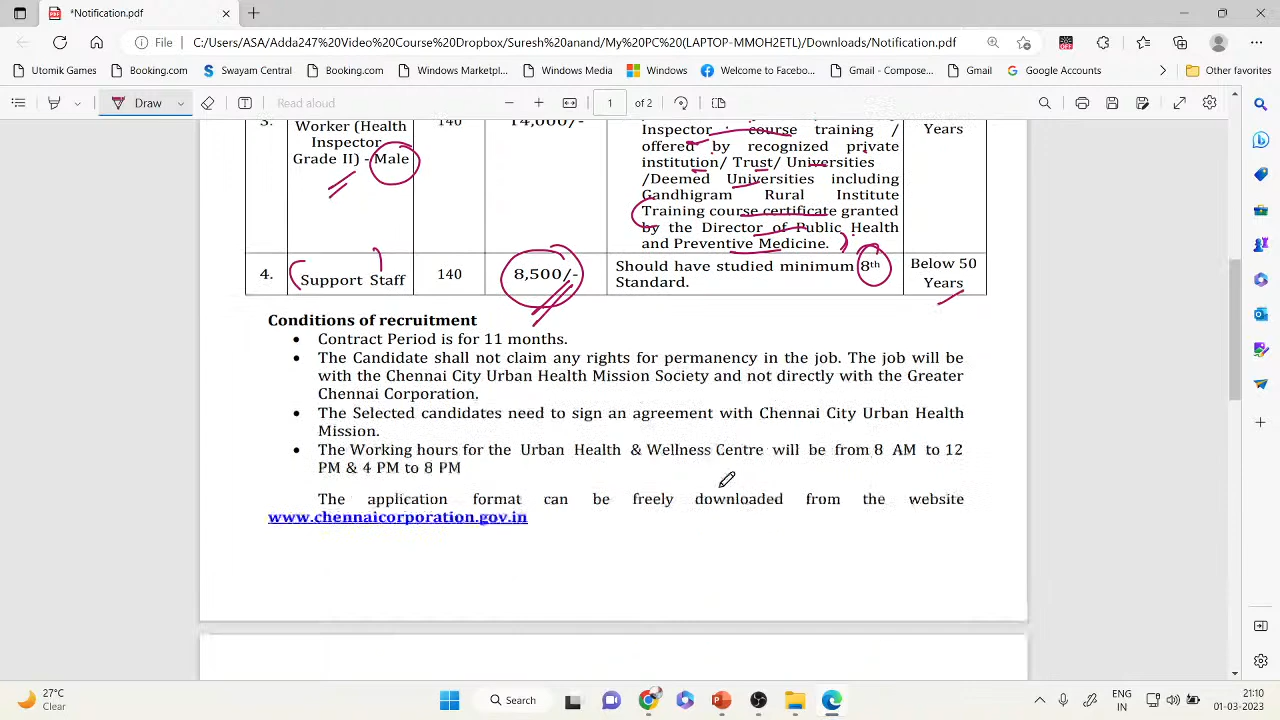 *Notification.pdf
File
C:/Users/ASA/Adda247%20Video%20Course%20Dropbox/Suresh%20anand/My%20PC%20(LAPTOP-MMOH2ETL)/Downloads/Notification.pdf
OFF
Utomik Games
Booking.com
Swayam Central
Booking.com
Windows Marketpl...
Windows Media
Windows
Welcome to Facebo...
Gmail - Compose...
Gmail
Google Accounts
Other favorites
Draw
Read aloud
1 of 2
3.
Worker (Health
Inspector
Grade II) - Male
140
14,000/-
Inspector course training /
offered by recognized private
institution/ Trust/ Universities
/Deemed Universities including
Gandhigram Rural Institute
Training course certificate granted
by the Director of Public Health
and Preventive Medicine.
Years
4.
Support Staff
140
8,500/-
Should have studied minimum 8th
Standard.
Below 50
Years
Conditions of recruitment
• Contract Period is for 11 months.
• The Candidate shall not claim any rights for permanency in the job. The job will be
with the Chennai City Urban Health Mission Society and not directly with the Greater
Chennai Corporation.
• The Selected candidates need to sign an agreement with Chennai City Urban Health
Mission.
• The Working hours for the Urban Health & Wellness Centre will be from 8 AM to 12
PM & 4 PM to 8 PM
The application format can be freely downloaded from the website
www.chennaicorporation.gov.in
27°C
Clear
Search
ENG
IN
21:10
01-03-2023